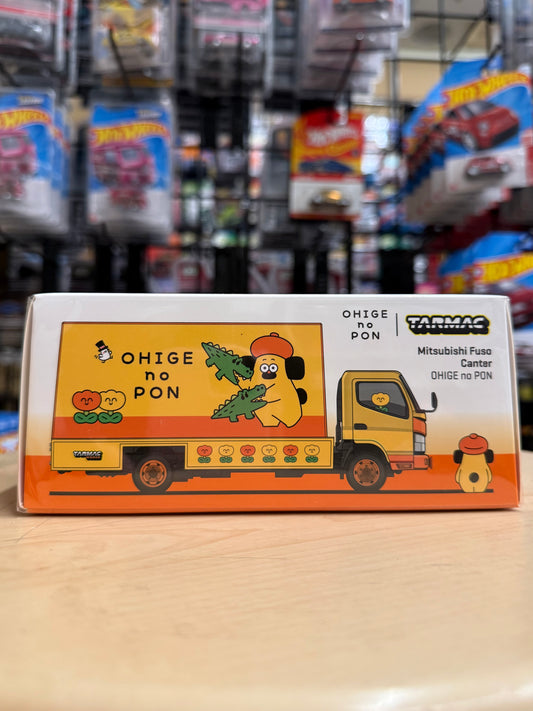 Hot Wheels
Hot Wheels
Hot Wheels
Hot Wheels
OHIGE
no
PON
TARMAC
Mitsubishi Fuso
Canter
OHIGE no PON
OHIGE
no
PON
TARMAC